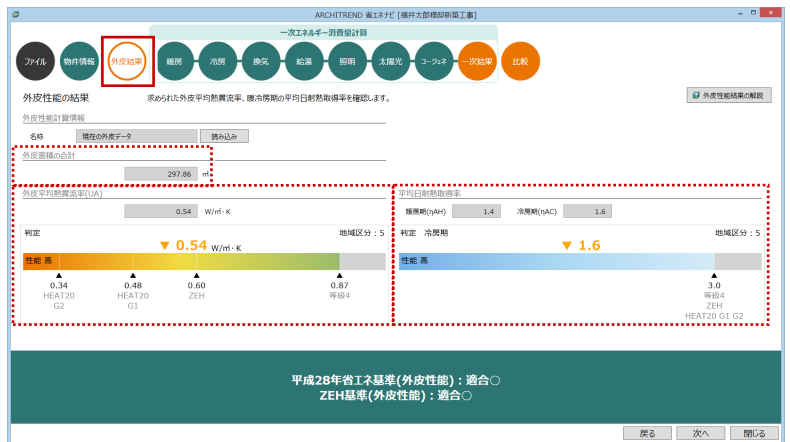 ARCHITREND 省エネナビ [福井太郎様邸新築工事]
一次エネルギー消費量計算
ファイル 物件情報 外皮結果 暖房 冷房 換気 給湯 照明 太陽光 コージェネ 一次結果 比較
外皮性能の結果 求められた外皮平均熱貫流率、暖冷房期の平均日射熱取得率を確認します。 外皮性能結果の解説
外皮性能計算情報
名称 現在の外皮データ 読み込み
外皮面積の合計
297.86 ㎡
外皮平均熱貫流率(UA)
0.54 W/㎡·K
判定 地域区分：5
▼ 0.54 W/㎡·K
性能 高
▲ ▲ ▲ ▲
0.34 0.48 0.60 0.87
HEAT20 HEAT20 ZEH 等級4
G2 G1
平均日射熱取得率
暖房期(ηAH) 1.4 冷房期(ηAC) 1.6
判定 冷房期 地域区分：5
▼ 1.6
性能 高
▲
3.0
等級4
ZEH
HEAT20 G1 G2
平成28年省エネ基準(外皮性能)：適合○
ZEH基準(外皮性能)：適合○
戻る 次へ 閉じる